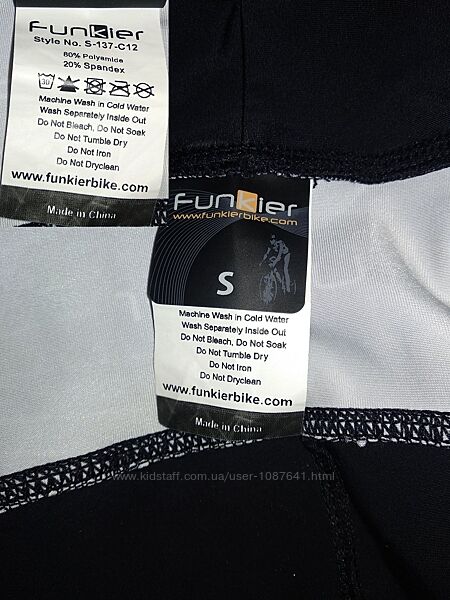 Funkier
Style No. S-137-C12
80% Polyamide
20% Spandex
30
Machine Wash in Cold Water
Wash Separately Inside Out
Do Not Bleach, Do Not Soak
Do Not Tumble Dry
Do Not Iron
Do Not Dryclean
www.funkierbike.com
Made in China
Funkier
www.funkierbike.com
S
Machine Wash in Cold Water
Wash Separately Inside Out
Do Not Bleach, Do Not Soak
Do Not Tumble Dry
Do Not Iron
Do Not Dryclean
www.funkierbike.com
Made in China
www.kidstaff.com.ua/user-1087641.html